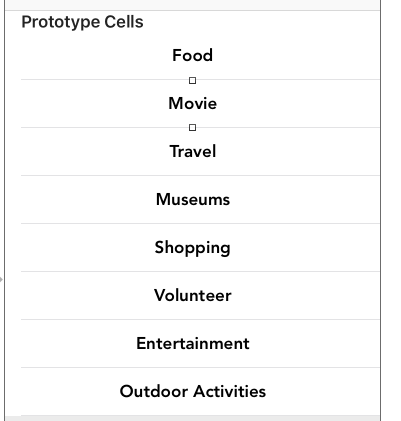 Prototype Cells
Food
Movie
Travel
Museums
Shopping
Volunteer
Entertainment
Outdoor Activities